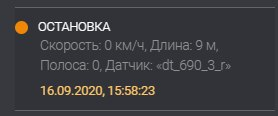 ОСТАНОВКА
Скорость: 0 км/ч, Длина: 9 м,
Полоса: 0, Датчик: «dt_690_3_r»
16.09.2020, 15:58:23